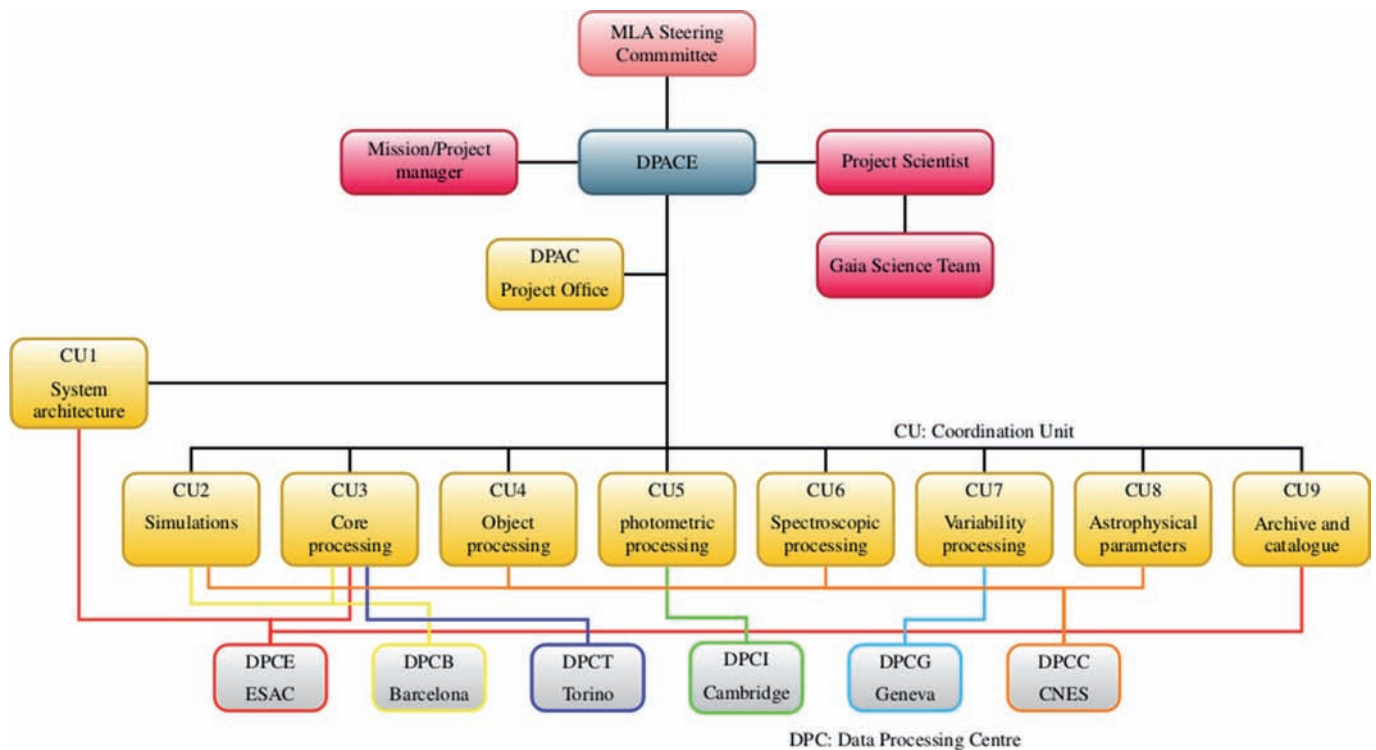 MLA Steering
Commmittee
Mission/Project
manager
DPACE
Project Scientist
DPAC
Project Office
Gaia Science Team
CU1
System
architecture
CU: Coordination Unit
CU2
Simulations
CU3
Core
processing
CU4
Object
processing
CU5
photometric
processing
CU6
Spectroscopic
processing
CU7
Variability
processing
CU8
Astrophysical
parameters
CU9
Archive and
catalogue
DPCE
ESAC
DPCB
Barcelona
DPCT
Torino
DPCI
Cambridge
DPCG
Geneva
DPCC
CNES
DPC: Data Processing Centre